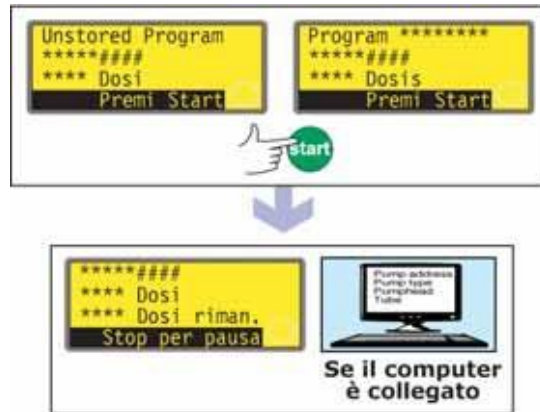 Unstored Program
*****####
**** Dosi
Premi Start
Program ********
*****####
**** Dosis
Premi Start
start
*****####
**** Dosi
**** Dosi riman.
Stop per pausa
Pump address
Pump type
Pumphead
Tube
Se il computer
è collegato